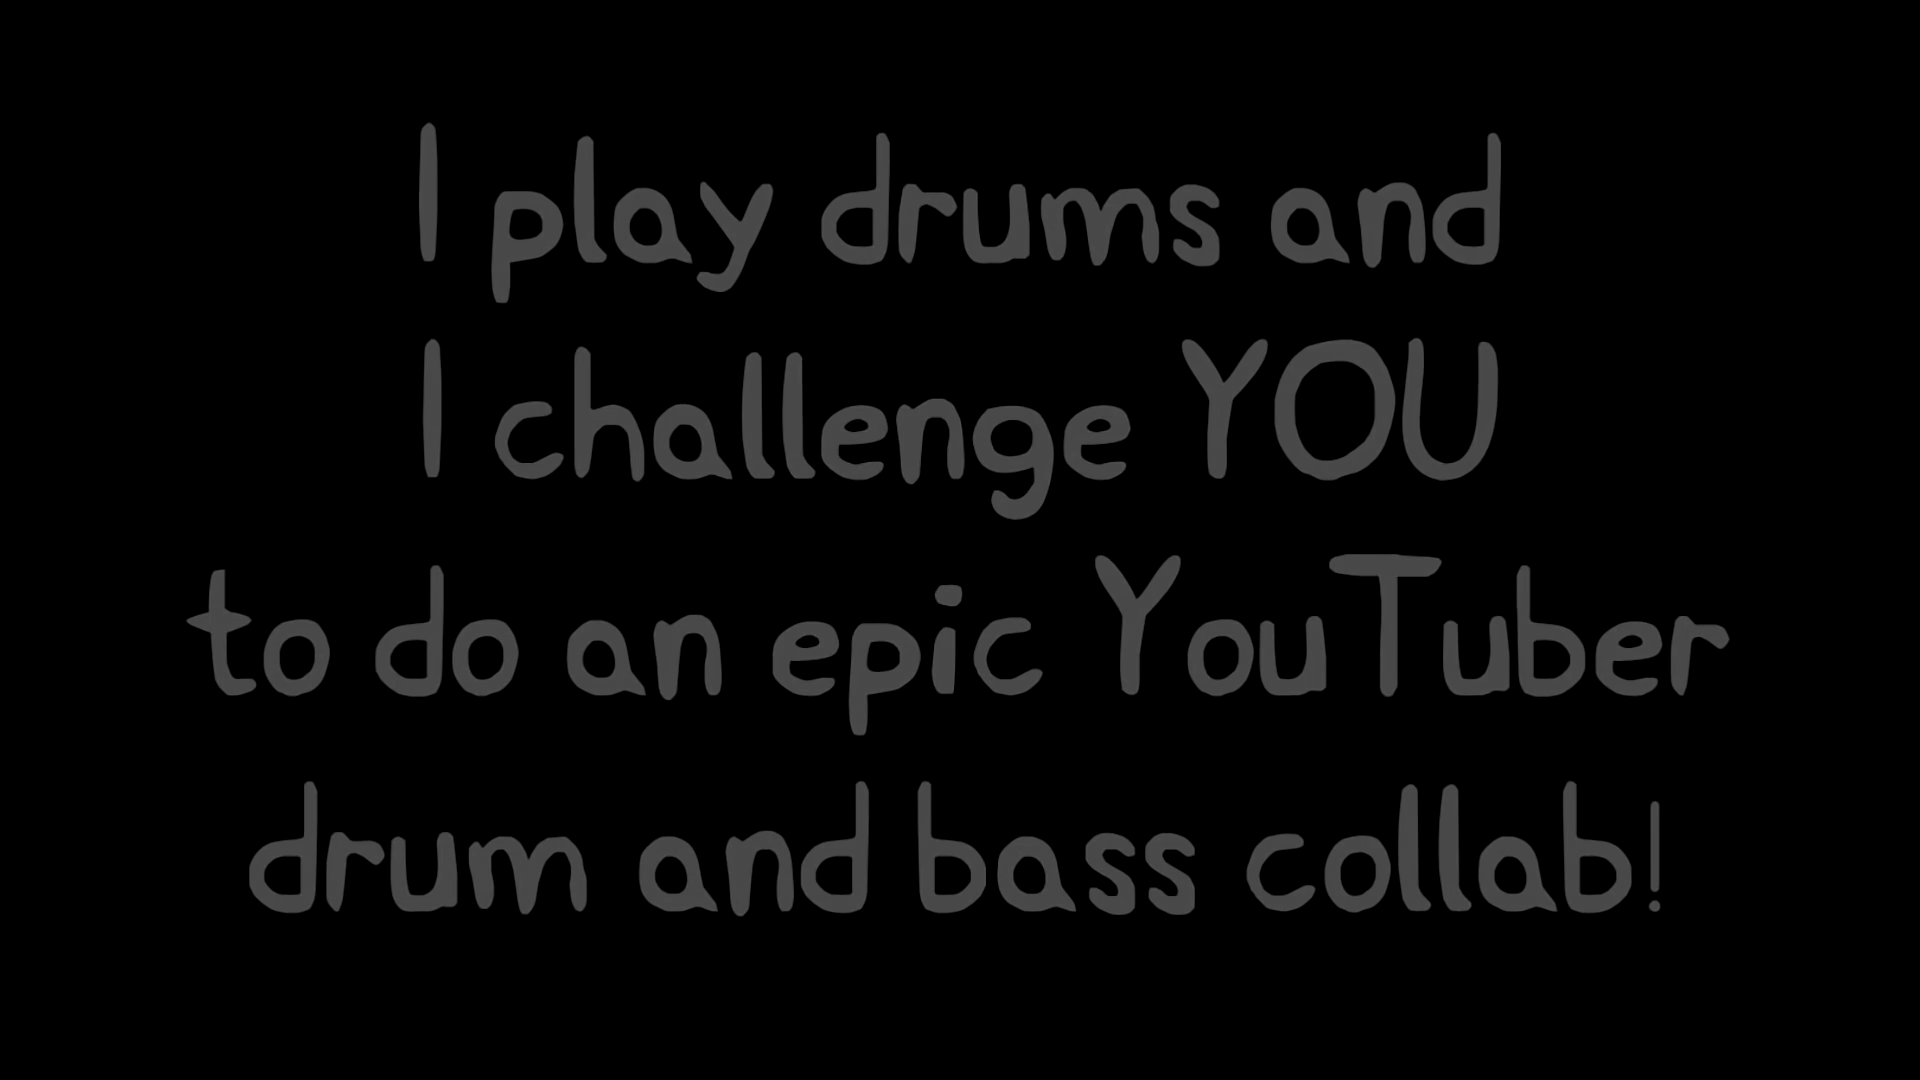 I play drums and
I challenge YOU
to do an epic YouTuber
drum and bass collab!